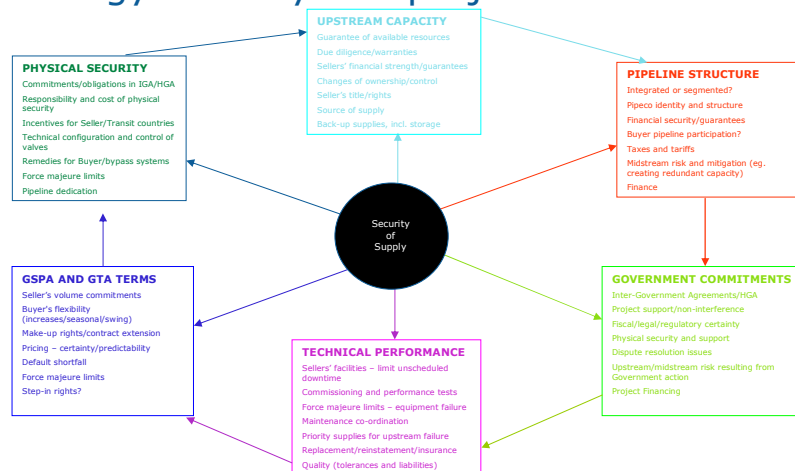 UPSTREAM CAPACITY
Guarantee of available resources
Due diligence/warranties
Sellers' financial strength/guarantees
Changes of ownership/control
Seller's title/rights
Source of supply
Back-up supplies, incl. storage
PHYSICAL SECURITY
Commitments/obligations in IGA/HGA
Responsibility and cost of physical
security
Incentives for Seller/Transit countries
Technical configuration and control of
valves
Remedies for Buyer/bypass systems
Force majeure limits
Pipeline dedication
PIPELINE STRUCTURE
Integrated or segmented?
Pipeco identity and structure
Financial security/guarantees
Buyer pipeline participation?
Taxes and tariffs
Midstream risk and mitigation (eg.
creating redundant capacity)
Finance
Security
of
Supply
GSPA AND GTA TERMS
Seller's volume commitments
Buyer's flexibility
(increases/seasonal/swing)
Make-up rights/contract extension
Pricing – certainty/predictability
Default shortfall
Force majeure limits
Step-in rights?
GOVERNMENT COMMITMENTS
Inter-Government Agreements/HGA
Project support/non-interference
Fiscal/legal/regulatory certainty
Physical security and support
Dispute resolution issues
Upstream/midstream risk resulting from
Government action
Project Financing
TECHNICAL PERFORMANCE
Sellers' facilities – limit unscheduled
downtime
Commissioning and performance tests
Force majeure limits – equipment failure
Maintenance co-ordination
Priority supplies for upstream failure
Replacement/reinstatement/insurance
Quality (tolerances and liabilities)